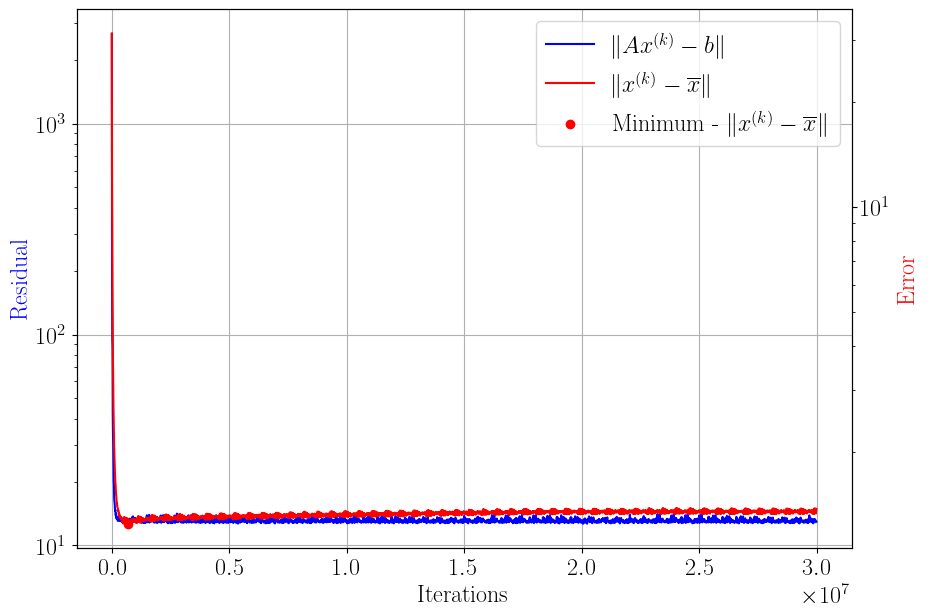 ‖Ax^(k) − b‖
‖x^(k) − x̅‖
Minimum - ‖x^(k) − x̅‖
Residual
10^3
10^2
10^1
10^1
Error
0.0 0.5 1.0 1.5 2.0 2.5 3.0
Iterations
×10^7